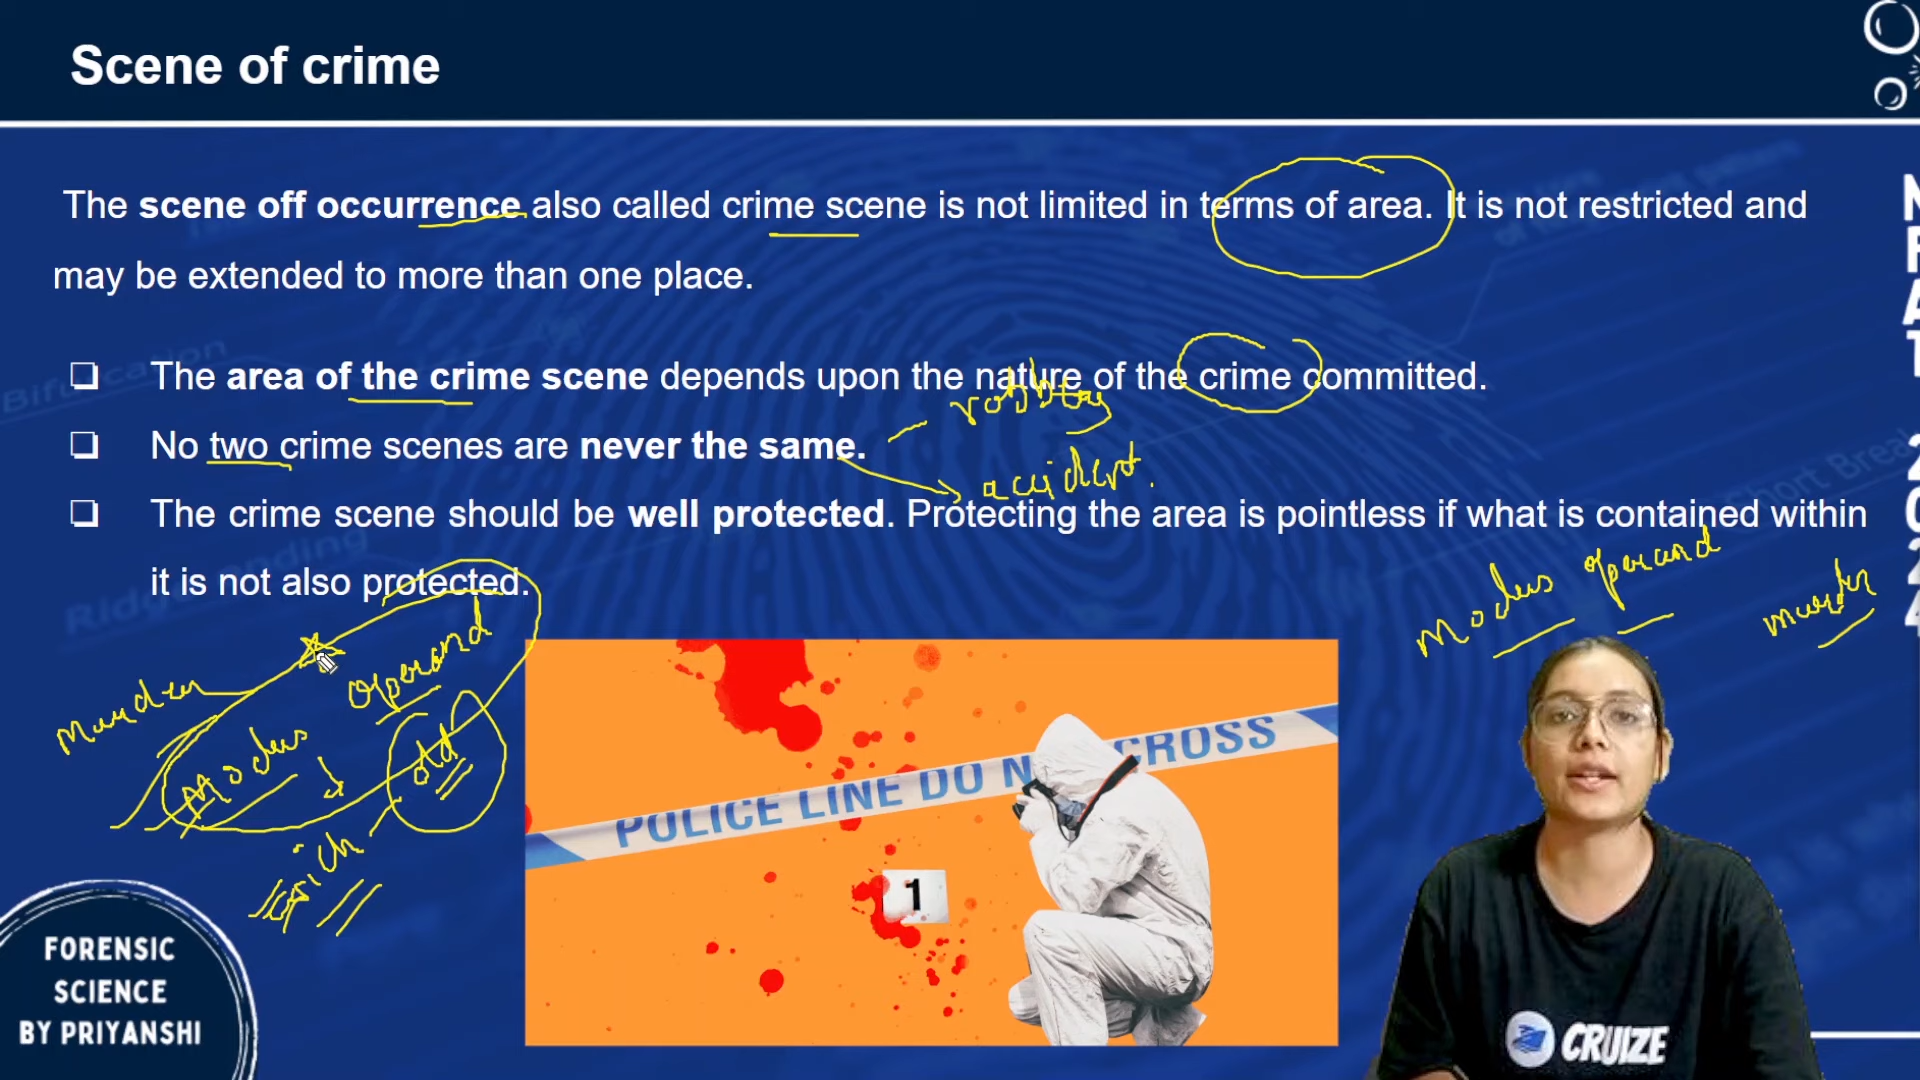 Scene of crime
The scene off occurrence also called crime scene is not limited in terms of area. It is not restricted and
may be extended to more than one place.
❏ The area of the crime scene depends upon the nature of the crime committed.
robbery
❏ No two crime scenes are never the same.
accident.
❏ The crime scene should be well protected. Protecting the area is pointless if what is contained within
it is not also protected.
Modus operand
murder
Murder
Modus operand
old
rich
POLICE LINE DO N CROSS
1
FORENSIC
SCIENCE
BY PRIYANSHI
CRUIZE